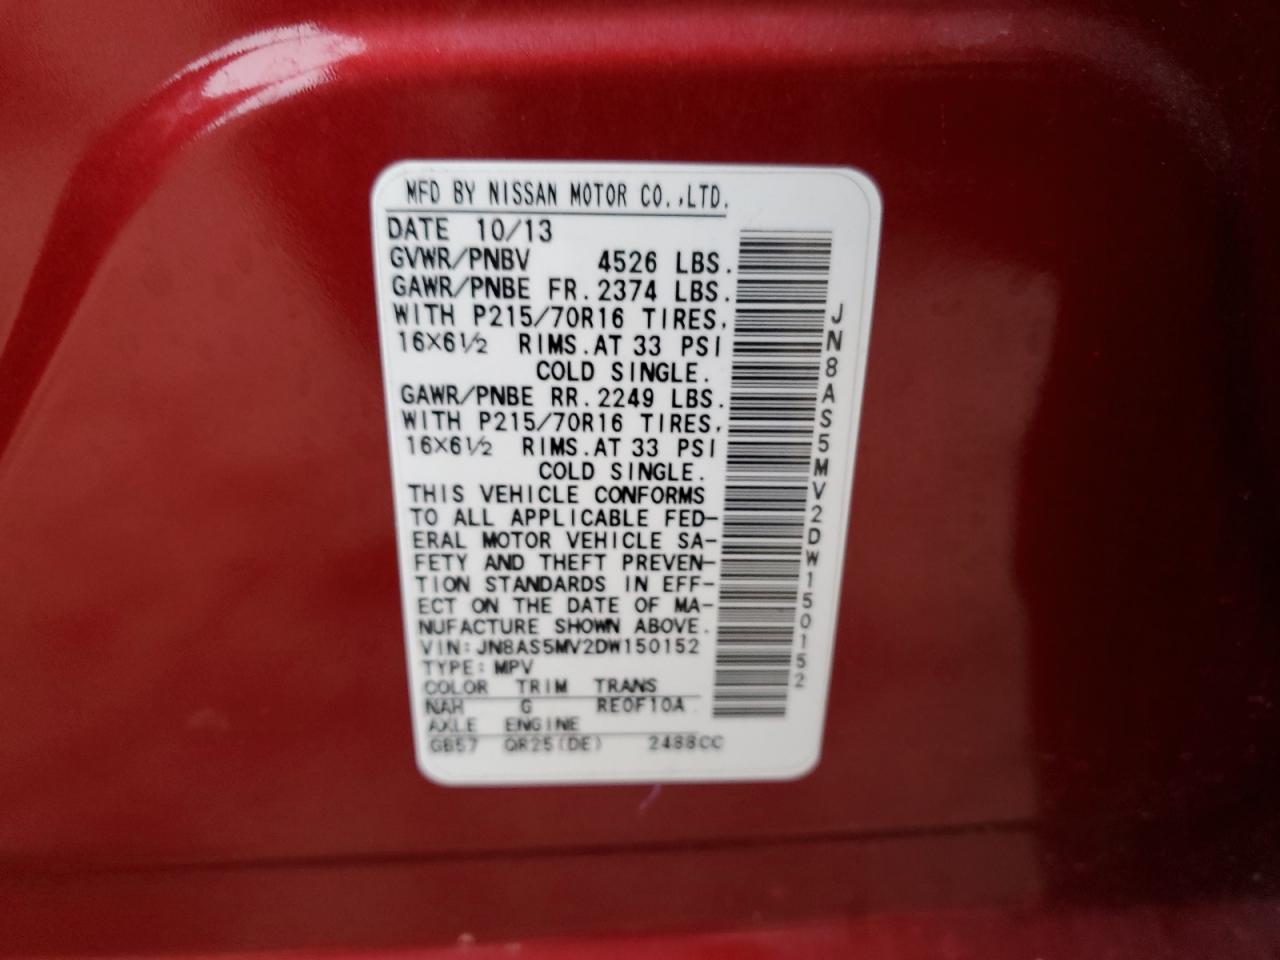 MFD BY NISSAN MOTOR CO.,LTD.
DATE 10/13
GVWR/PNBV 4526 LBS.
GAWR/PNBE FR. 2374 LBS.
WITH P215/70R16 TIRES,
16×6½ RIMS.AT 33 PSI
COLD SINGLE.
GAWR/PNBE RR. 2249 LBS.
WITH P215/70R16 TIRES,
16×6½ RIMS.AT 33 PSI
COLD SINGLE.
THIS VEHICLE CONFORMS
TO ALL APPLICABLE FED-
ERAL MOTOR VEHICLE SA-
FETY AND THEFT PREVEN-
TION STANDARDS IN EFF-
ECT ON THE DATE OF MA-
NUFACTURE SHOWN ABOVE.
VIN: JN8AS5MV2DW150152
TYPE: MPV
COLOR TRIM TRANS
NAH G RE0F10A
AXLE ENGINE
GB57 QR25(DE) 2488CC
JN8AS5MV2DW150152